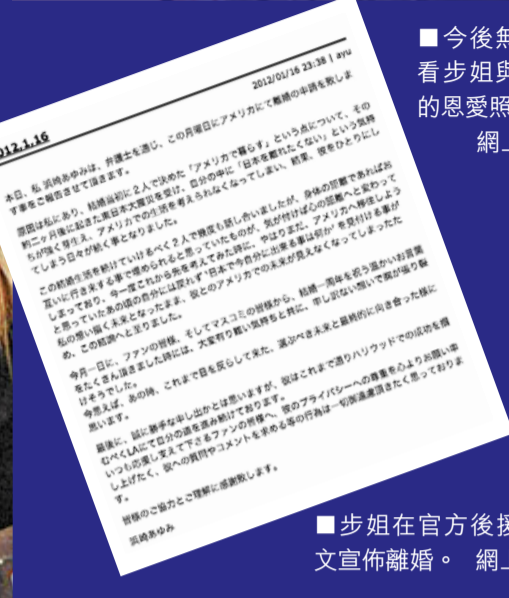 2012.1.16
2012/01/16 23:38 | ayu
本日、私 浜崎あゆみは、弁護士を通じ、この月曜日にアメリカにて離婚の申請を致しま
す事をご報告させて頂きます。
原因は私にあり、結婚当初に2人で決めた「アメリカで暮らす」という点について、その
約二ヶ月後に起きた東日本大震災を受け、自分の中に「日本を離れたくない」という気持
ちが強く芽生え、アメリカでの生活を考えられなくなってしまい、結果、彼をひとりにし
てしまう日々が続く事となりました。
この結婚生活を続けていけるべく2人で幾度も話し合いましたが、身体の距離であればお
互いに行き来する事で埋められると思っていたものが、気が付けば心の距離へと変わって
しまっており、今一度これから先を考えてみた時に、やはりまだ、アメリカへ移住しよう
と思っていたあの頃の自分には戻れず"日本で今自分に出来る事は何か"を見付ける事が
私の想い描く未来となったまま、彼とのアメリカでの未来が見えなくなってしまったた
め、この結論へと至りました。
今月一日に、ファンの皆様、そしてマスコミの皆様から、結婚一周年を祝う温かいお言葉
をたくさん頂きました時には、大変有り難い気持ちと共に、申し訳ない想いで胸が張り裂
けそうでした。
今思えば、あの時、これまで目を反らして来た、選ぶべき未来と最終的に向き合った様に
思います。
最後に、誠に勝手な申し出かとは思いますが、彼はこれまで通りハリウッドでの成功を掴
むべくLAにて自分の道を進み続けております。
いつも応援し支えて下さるファンの皆様へ、彼のプライバシーへの尊重を心よりお願い申
し上げたく、彼への質問やコメントを求める等の行為は一切御遠慮頂きたく思っておりま
す。
皆様のご協力とご理解に感謝致します。
浜崎あゆみ
■今後無
看步姐與
的恩愛照
網上
■步姐在官方後援
文宣佈離婚。 網上